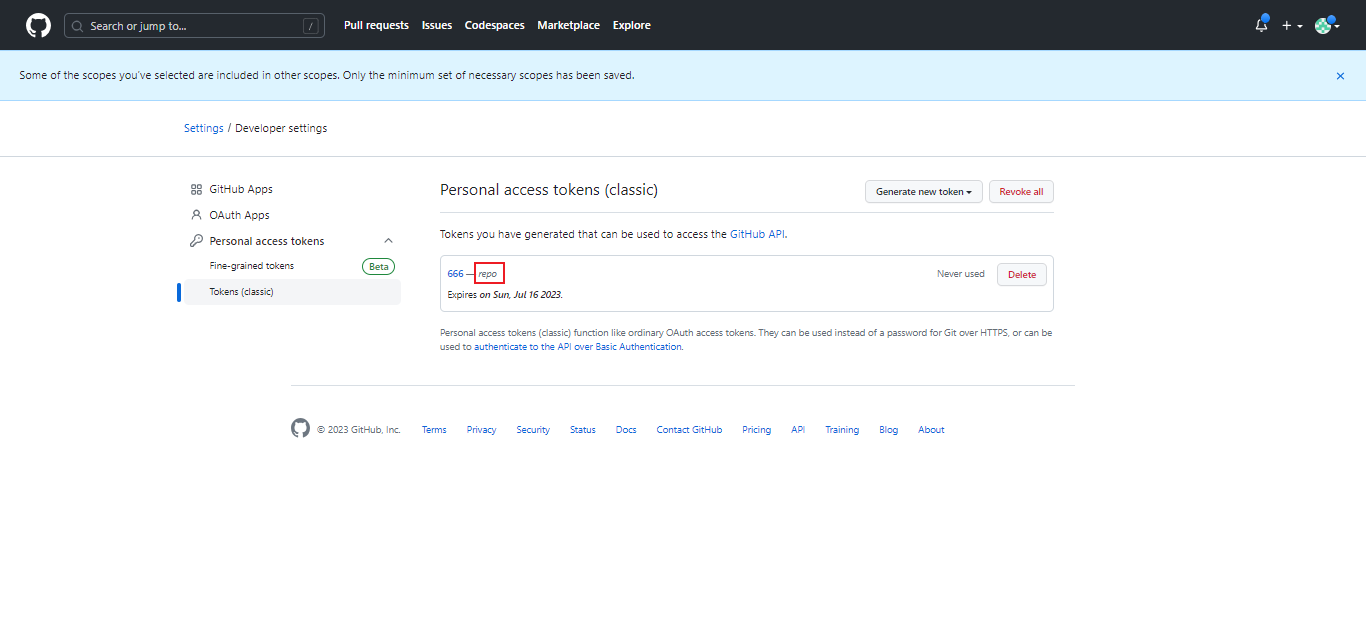 Search or jump to... /
Pull requests Issues Codespaces Marketplace Explore
Some of the scopes you've selected are included in other scopes. Only the minimum set of necessary scopes has been saved.
Settings / Developer settings
GitHub Apps
OAuth Apps
Personal access tokens
Fine-grained tokens Beta
Tokens (classic)
Personal access tokens (classic) Generate new token Revoke all
Tokens you have generated that can be used to access the GitHub API.
666 — repo Never used Delete
Expires on Sun, Jul 16 2023.
Personal access tokens (classic) function like ordinary OAuth access tokens. They can be used instead of a password for Git over HTTPS, or can be
used to authenticate to the API over Basic Authentication.
© 2023 GitHub, Inc. Terms Privacy Security Status Docs Contact GitHub Pricing API Training Blog About